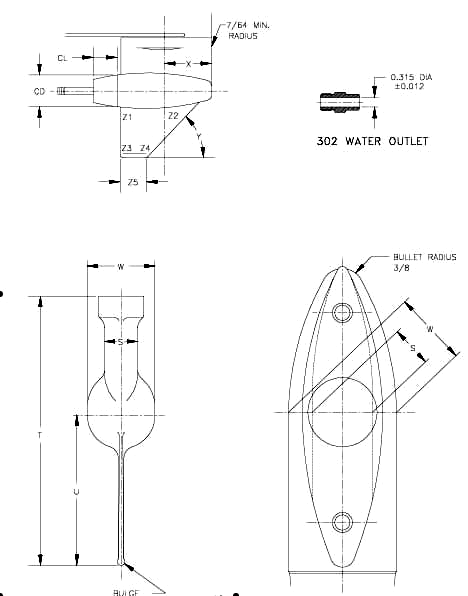 7/64 MIN.
RADIUS
CL
X
CD
Z1
Z2
Y
Z3 Z4
Z5
0.315 DIA
±0.012
302 WATER OUTLET
W
S
T
U
BULGE
BULLET RADIUS
3/8
W
S